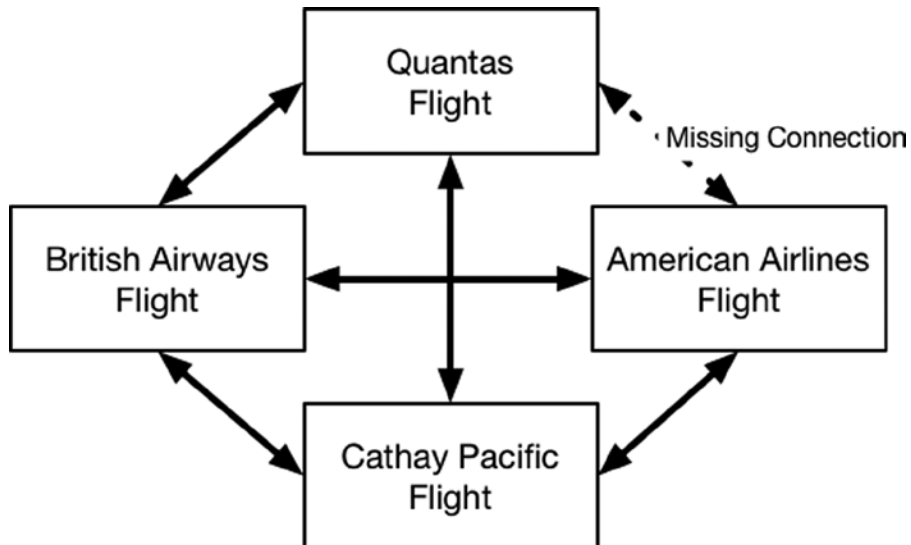 Quantas
Flight
Missing Connection
British Airways
Flight
American Airlines
Flight
Cathay Pacific
Flight